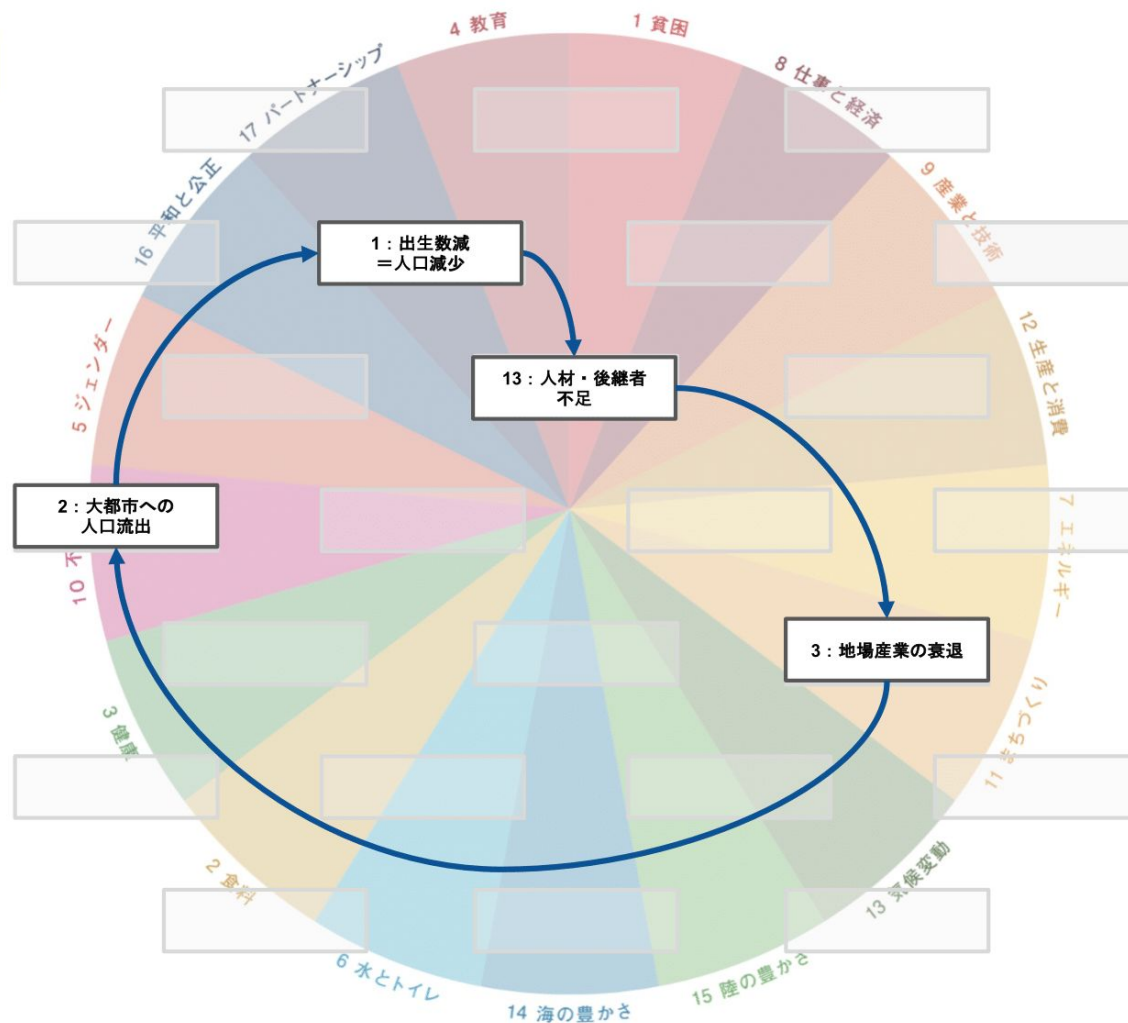 4 教育
1 貧困
17 パートナーシップ
8 仕事と経済
16 平和と公正
9 産業と技術
1：出生数減
＝人口減少
5 ジェンダー
12 生産と消費
13：人材・後継者
不足
2：大都市への
人口流出
10 不
7 エネルギー
3：地場産業の衰退
3 健康
11 まちづくり
2 食料
13 気候変動
6 水とトイレ
15 陸の豊かさ
14 海の豊かさ